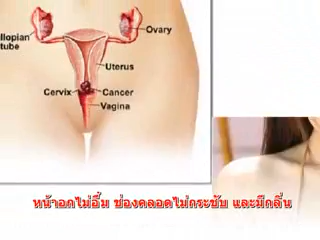 llopian
tube
Ovary
Uterus
Cervix
Cancer
Vagina
หน้าอกไม่อึ๋ม ช่องคลอดไม่กระชับ และมีกลิ่น